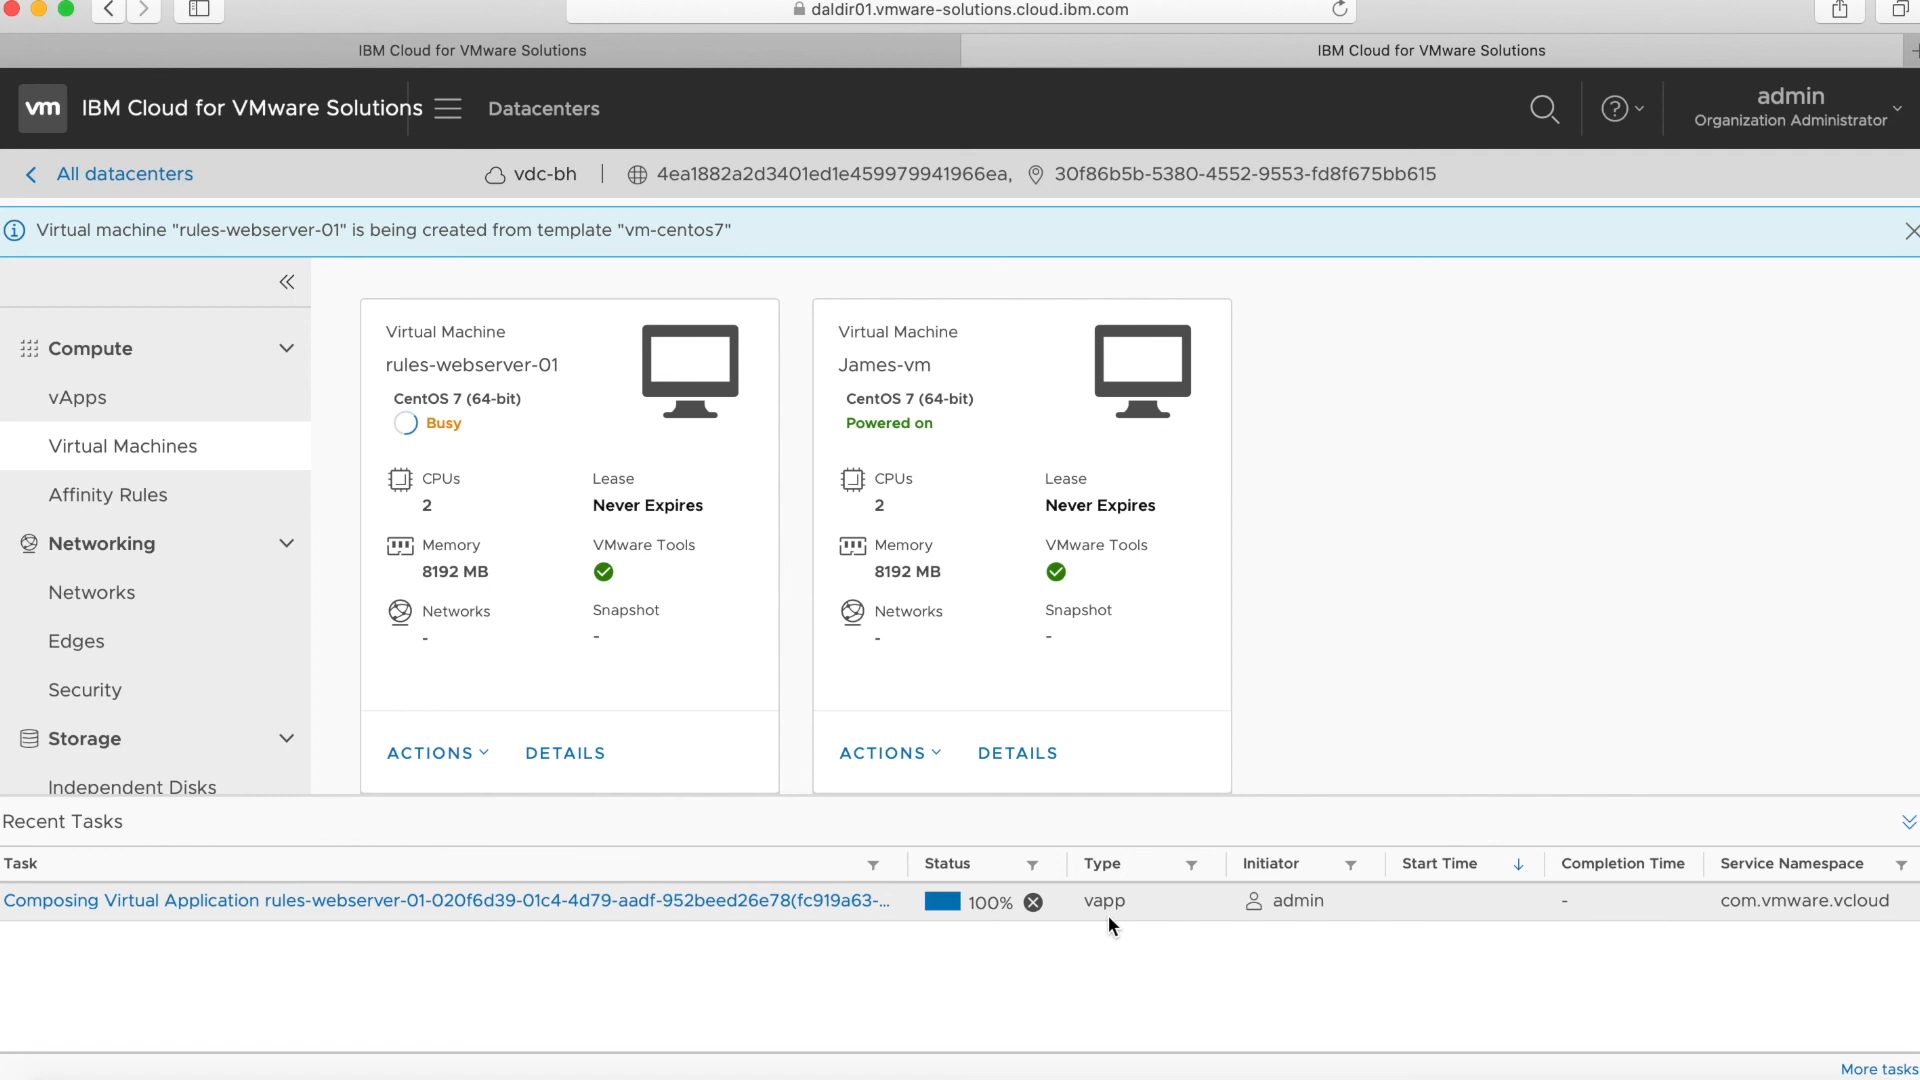 daldir01.vmware-solutions.cloud.ibm.com
IBM Cloud for VMware Solutions
IBM Cloud for VMware Solutions
vm IBM Cloud for VMware Solutions Datacenters
admin
Organization Administrator
All datacenters vdc-bh | 4ea1882a2d3401ed1e459979941966ea, 30f86b5b-5380-4552-9553-fd8f675bb615
Virtual machine "rules-webserver-01" is being created from template "vm-centos7"
Compute
vApps
Virtual Machines
Affinity Rules
Networking
Networks
Edges
Security
Storage
Independent Disks
Virtual Machine
rules-webserver-01
CentOS 7 (64-bit)
Busy
CPUs
2
Lease
Never Expires
Memory
8192 MB
VMware Tools
Networks
-
Snapshot
-
ACTIONS DETAILS
Virtual Machine
James-vm
CentOS 7 (64-bit)
Powered on
CPUs
2
Lease
Never Expires
Memory
8192 MB
VMware Tools
Networks
-
Snapshot
-
ACTIONS DETAILS
Recent Tasks
Task Status Type Initiator Start Time Completion Time Service Namespace
Composing Virtual Application rules-webserver-01-020f6d39-01c4-4d79-aadf-952beed26e78(fc919a63-... 100% vapp admin - com.vmware.vcloud
More tasks